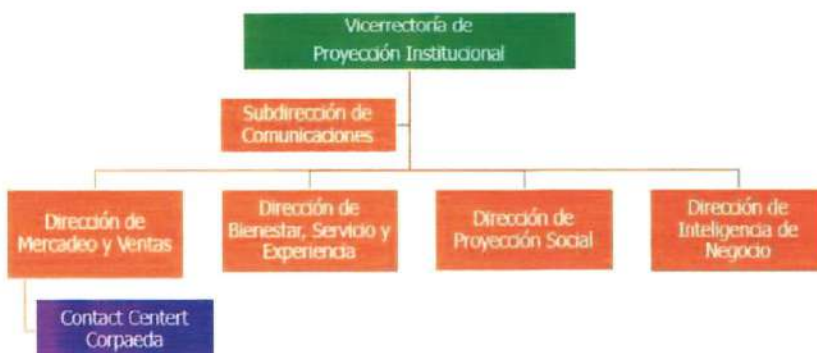 Vicerrectoría de
Proyección Institucional
Subdirección de
Comunicaciones
Dirección de
Mercadeo y Ventas
Dirección de
Bienestar, Servicio y
Experiencia
Dirección de
Proyección Social
Dirección de
Inteligencia de
Negocio
Contact Centert
Corpaeda